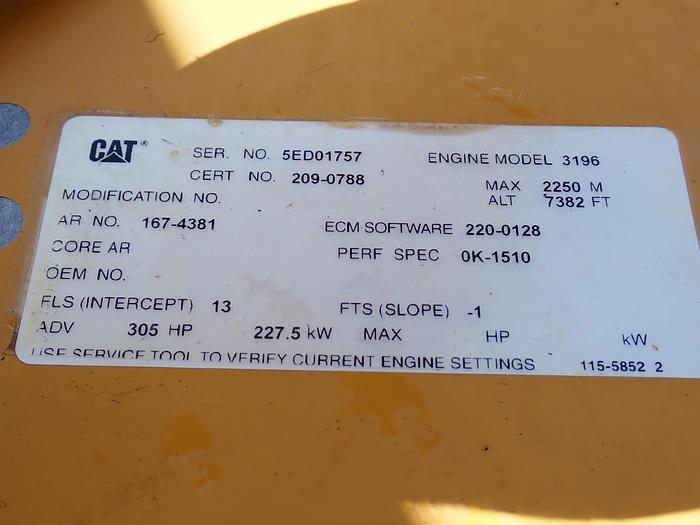 CAT® SER. NO. 5ED01757 ENGINE MODEL 3196
CERT NO. 209-0788 MAX 2250 M
MODIFICATION NO. ALT 7382 FT
AR NO. 167-4381 ECM SOFTWARE 220-0128
CORE AR PERF SPEC 0K-1510
OEM NO.
FLS (INTERCEPT) 13 FTS (SLOPE) -1
ADV 305 HP 227.5 kW MAX HP kW
USE SERVICE TOOL TO VERIFY CURRENT ENGINE SETTINGS 115-5852 2